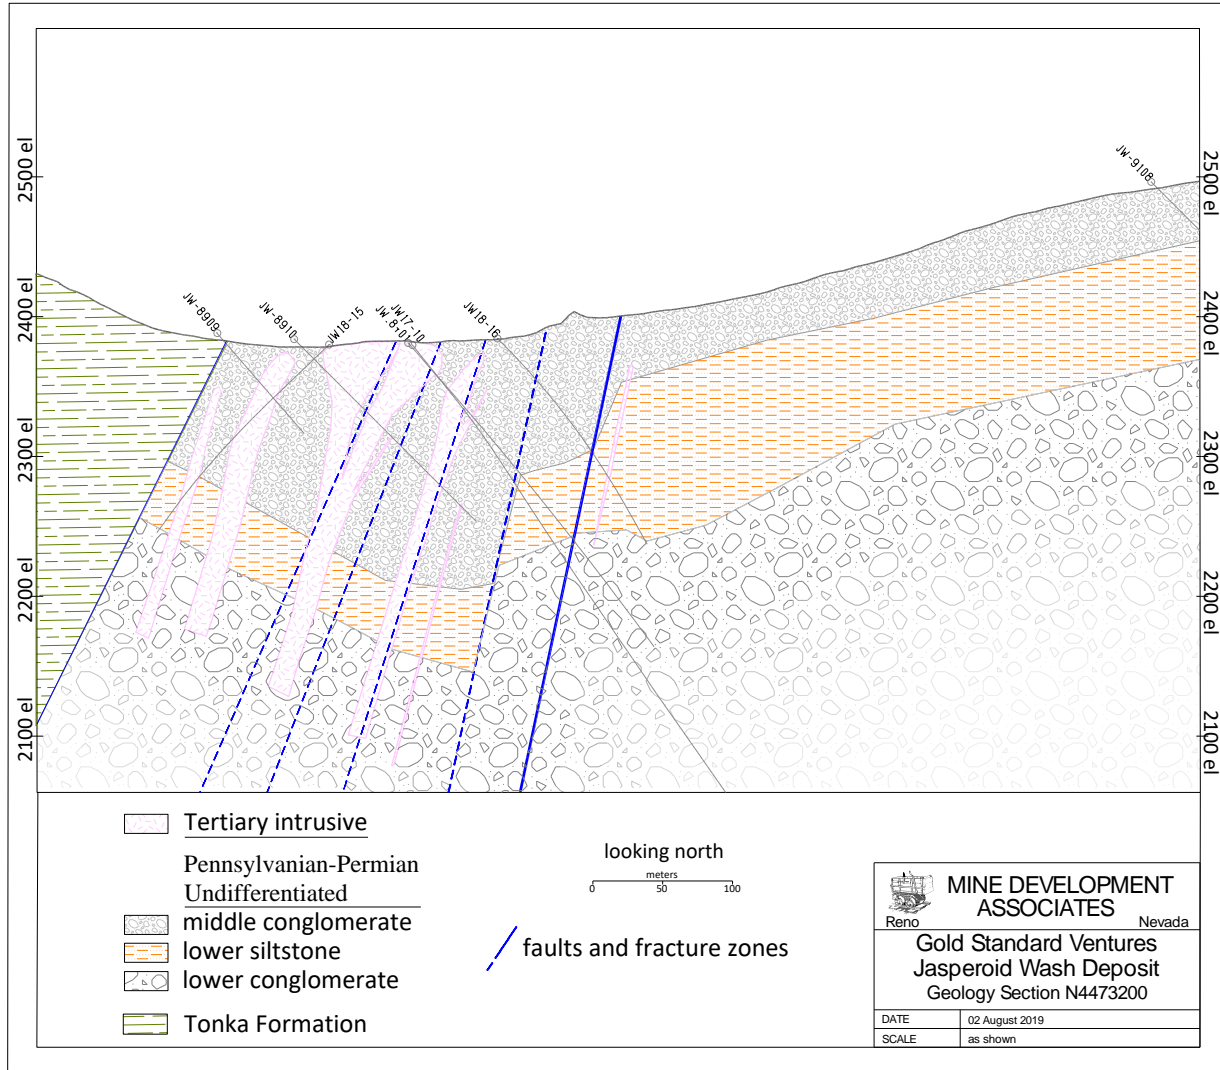 JW-9108
2500 el
2500 el
2400 el
2400 el
JW-8909
JW-8910
JW18-15
JW17-10
JW18-16
2300 el
2300 el
2200 el
2200 el
2100 el
2100 el
Tertiary intrusive
Pennsylvanian-Permian
Undifferentiated
middle conglomerate
lower siltstone
lower conglomerate
Tonka Formation
looking north
meters
0 50 100
faults and fracture zones
MINE DEVELOPMENT
ASSOCIATES
Reno Nevada
Gold Standard Ventures
Jasperoid Wash Deposit
Geology Section N4473200
DATE 02 August 2019
SCALE as shown